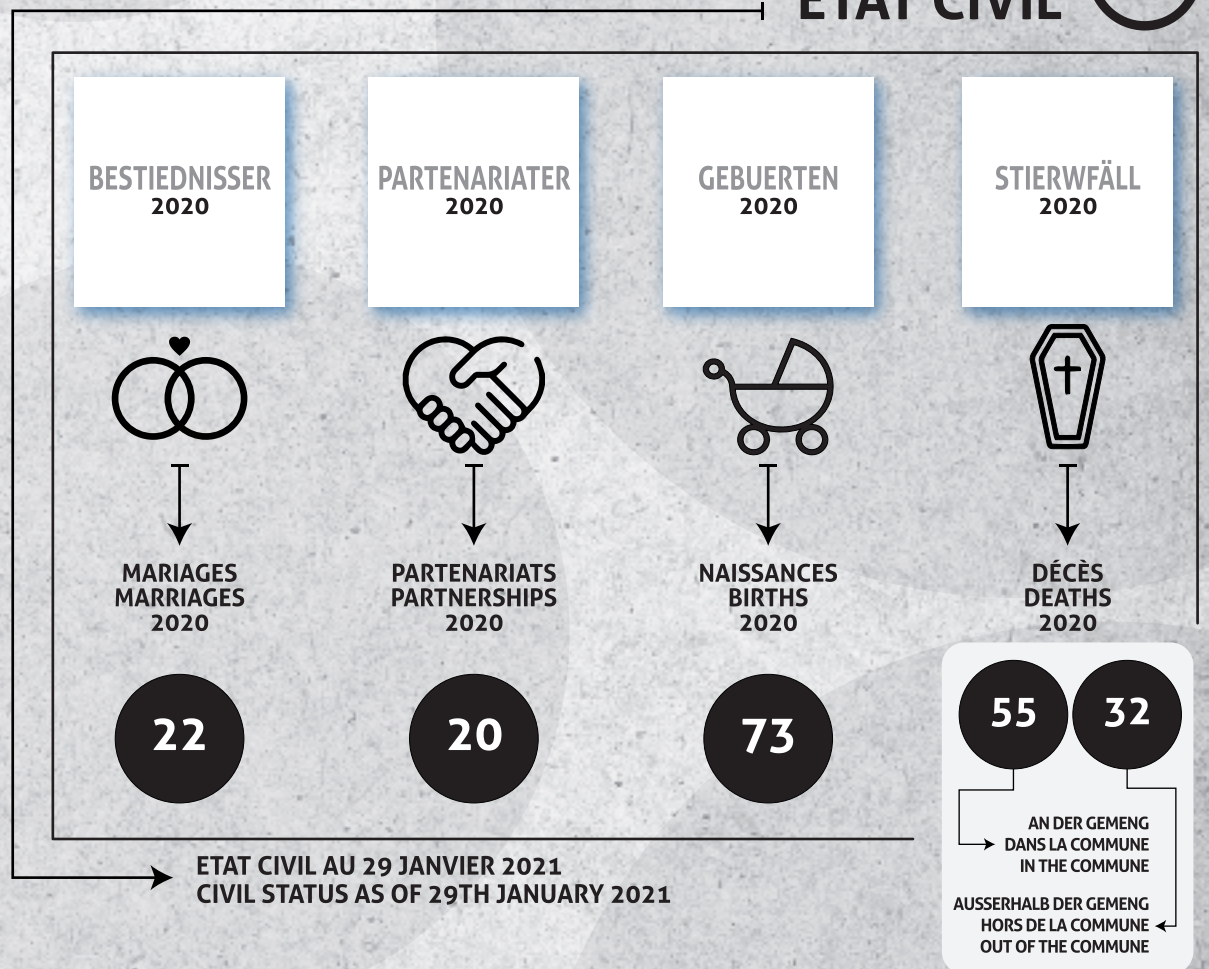 ETAT CIVIL
BESTIEDNISSER
2020
PARTENARIATER
2020
GEBUERTEN
2020
STIERWFÄLL
2020
MARIAGES
MARRIAGES
2020
PARTENARIATS
PARTNERSHIPS
2020
NAISSANCES
BIRTHS
2020
DÉCÈS
DEATHS
2020
22
20
73
55
32
AN DER GEMENG
DANS LA COMMUNE
IN THE COMMUNE
AUSSERHALB DER GEMENG
HORS DE LA COMMUNE
OUT OF THE COMMUNE
ETAT CIVIL AU 29 JANVIER 2021
CIVIL STATUS AS OF 29TH JANUARY 2021